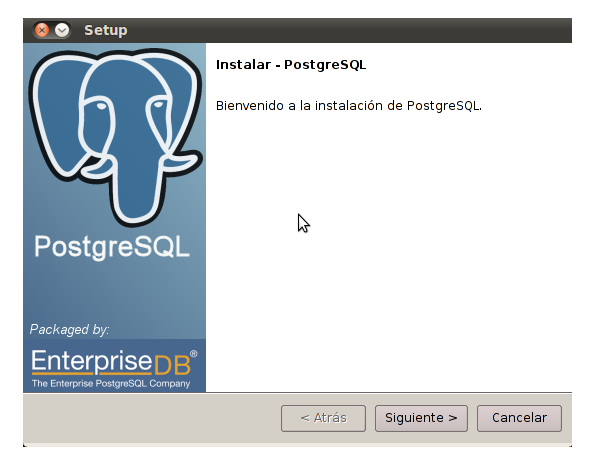 Setup
Instalar - PostgreSQL
Bienvenido a la instalación de PostgreSQL.
PostgreSQL
Packaged by:
EnterpriseDB®
The Enterprise PostgreSQL Company
< Atrás
Siguiente >
Cancelar